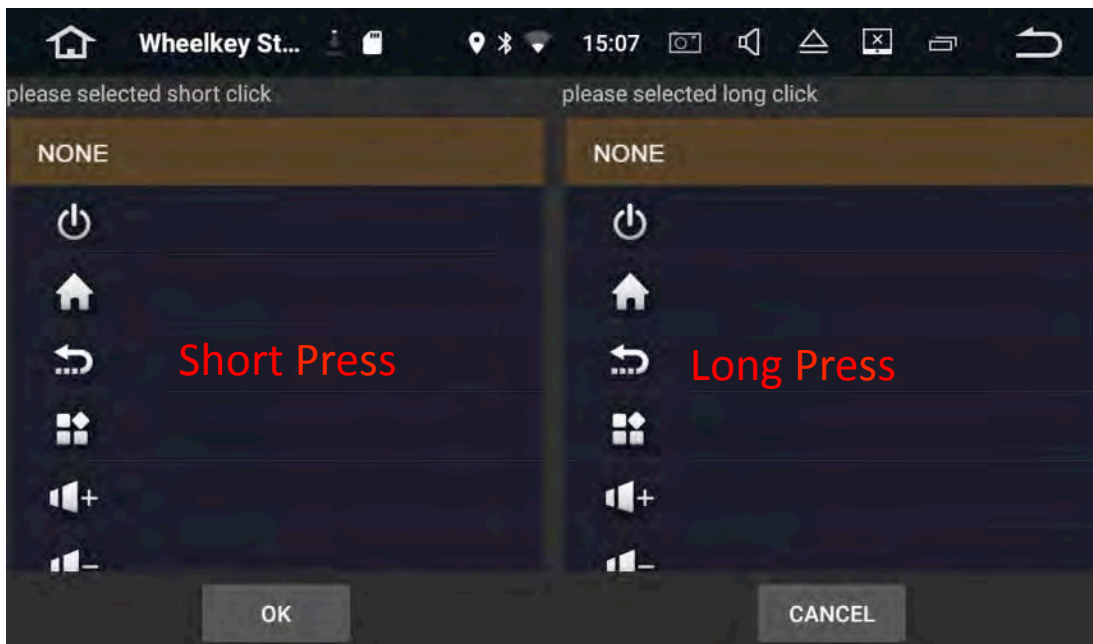 Wheelkey St... 15:07
please selected short click
please selected long click
NONE
NONE
Short Press
Long Press
+
+
−
−
OK
CANCEL